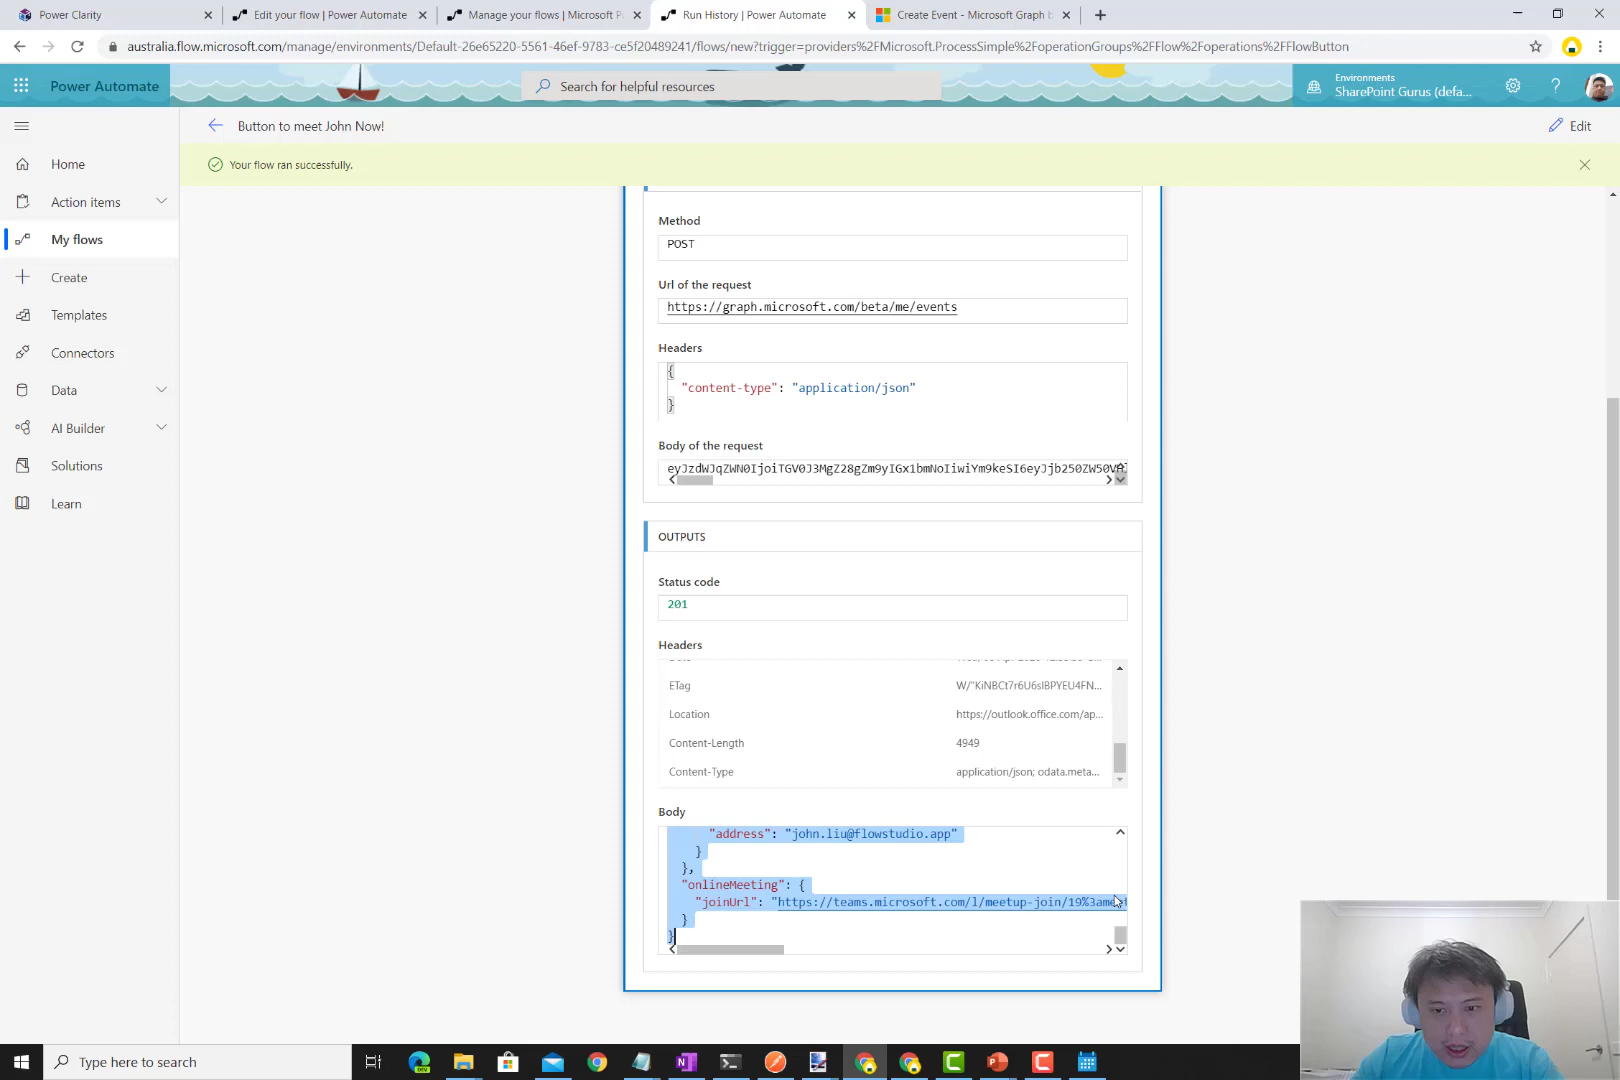 Power Clarity
Edit your flow | Power Automate
Manage your flows | Microsoft P
Run History | Power Automate
Create Event - Microsoft Graph b
australia.flow.microsoft.com/manage/environments/Default-26e65220-5561-46ef-9783-ce5f20489241/flows/new?trigger=providers%2FMicrosoft.ProcessSimple%2FoperationGroups%2FFlow%2Foperations%2FFlowButton
Power Automate
Search for helpful resources
Environments
SharePoint Gurus (defa...
Button to meet John Now!
Edit
Your flow ran successfully.
Home
Action items
My flows
Create
Templates
Connectors
Data
AI Builder
Solutions
Learn
Method
POST
Url of the request
https://graph.microsoft.com/beta/me/events
Headers
{
"content-type": "application/json"
}
Body of the request
eyJzdWJqZWN0IjoiTGV0J3MgZ28gZm9yIGx1bmNoIiwiYm9keSI6eyJjb250ZW50V
OUTPUTS
Status code
201
Headers
ETag
W/"KiNBCt7r6U6slBPYEU4FN...
Location
https://outlook.office.com/ap...
Content-Length
4949
Content-Type
application/json; odata.meta...
Body
"address": "john.liu@flowstudio.app"
}
},
"onlineMeeting": {
"joinUrl": "https://teams.microsoft.com/l/meetup-join/19%3ame
}
}
Type here to search